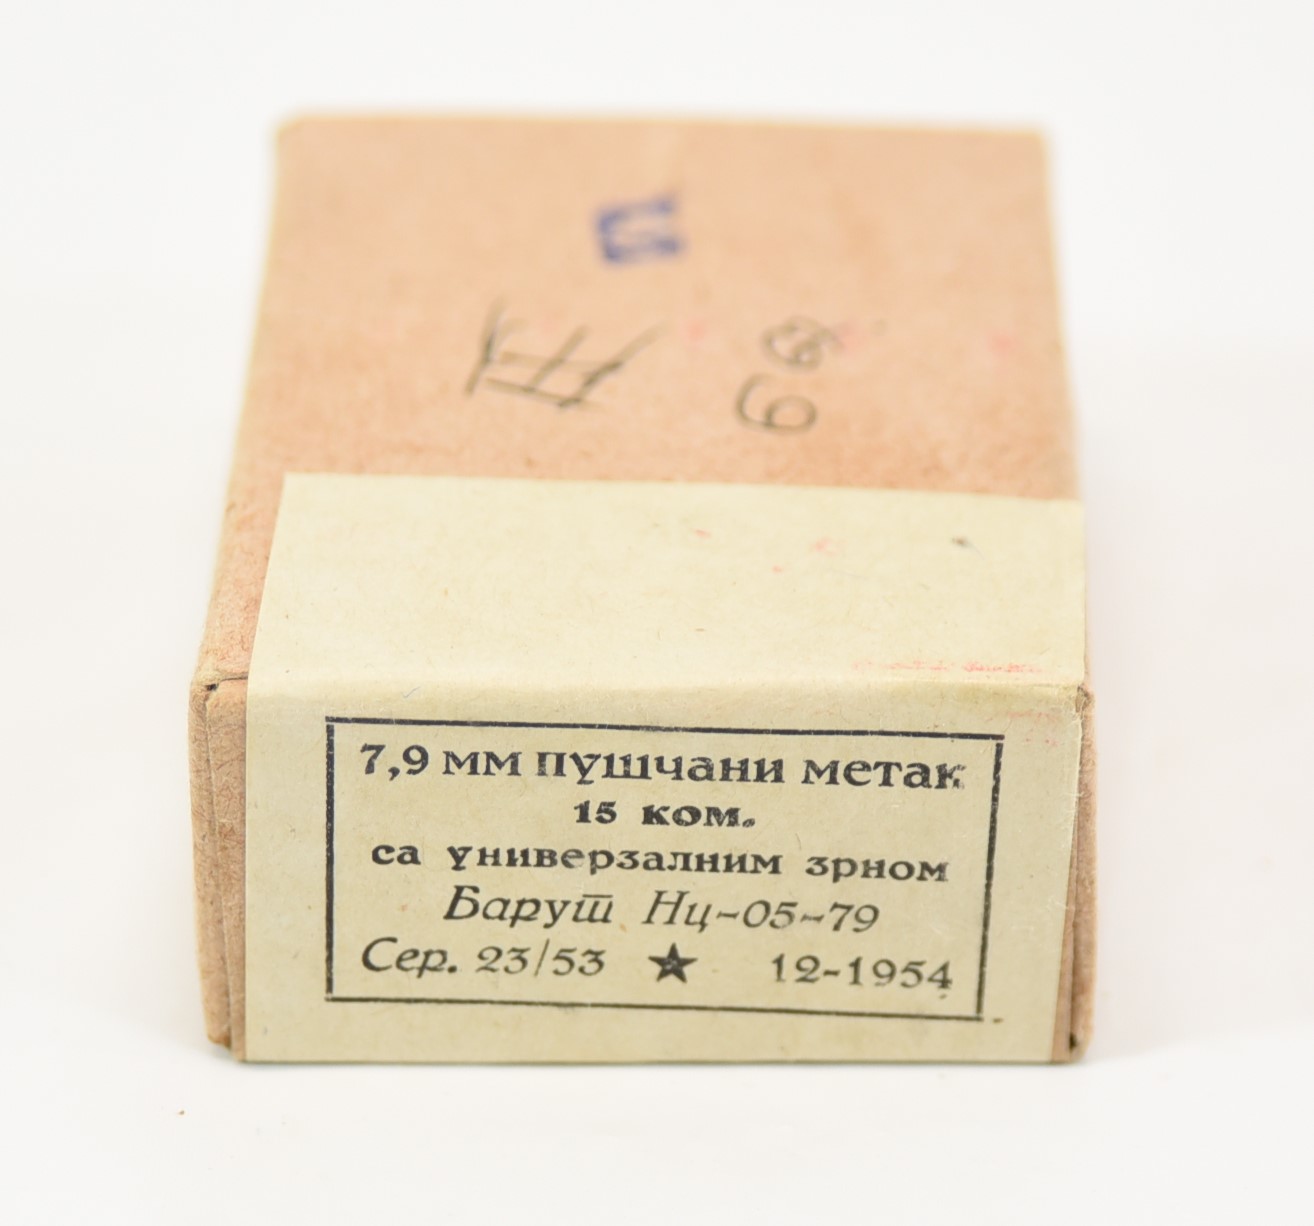 7,9 мм пушчани метак
15 ком.
са универзалним зрном
Барут Нц-05-79
Сер. 23/53 ★ 12-1954